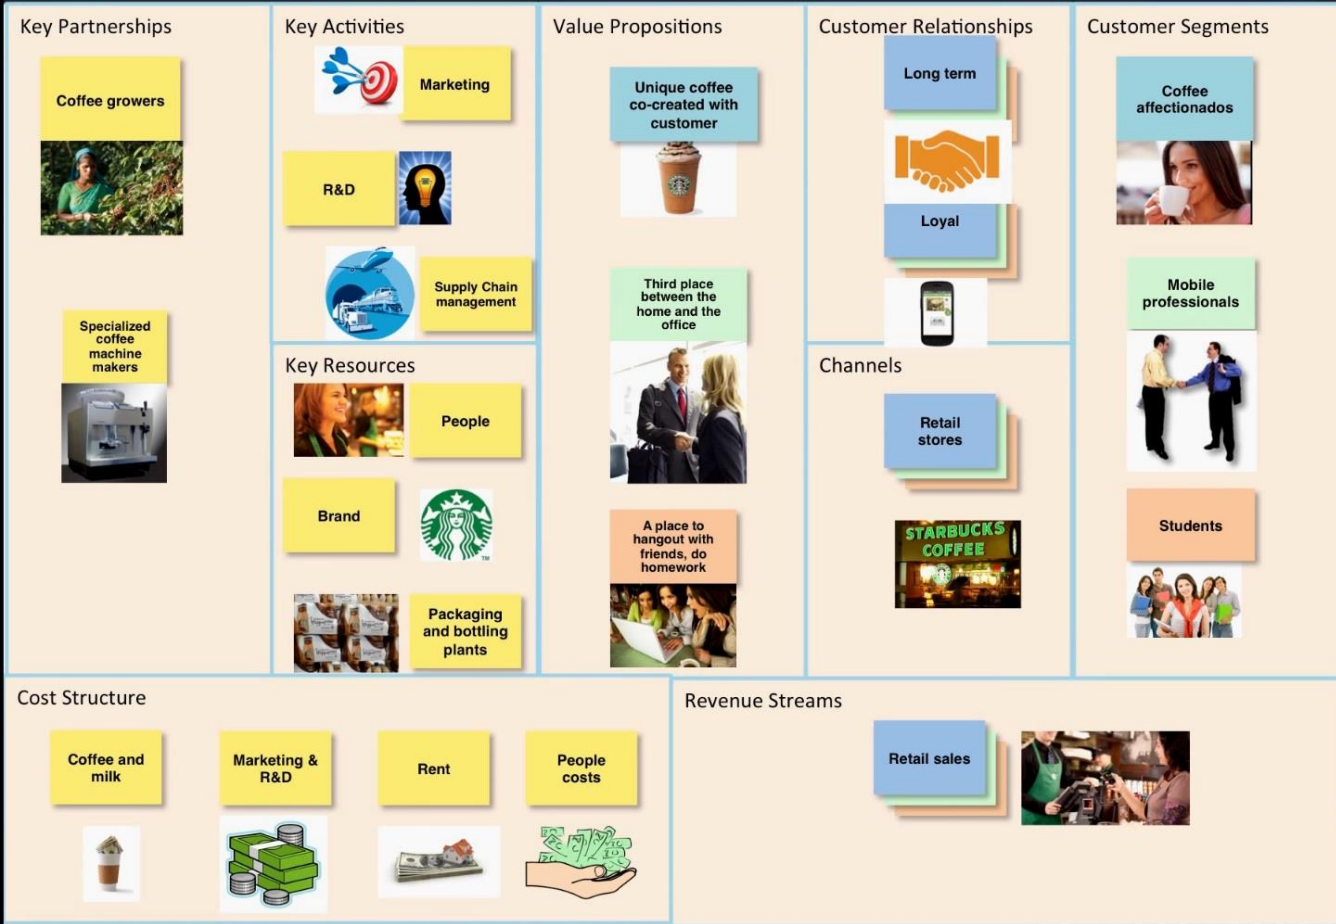 Key Partnerships
Coffee growers
Specialized
coffee
machine
makers
Key Activities
Marketing
R&D
Supply Chain
management
Key Resources
People
Brand
TM
Packaging
and bottling
plants
Value Propositions
Unique coffee
co-created with
customer
Third place
between the
home and the
office
A place to
hangout with
friends, do
homework
Customer Relationships
Long term
Loyal
Channels
Retail
stores
STARBUCKS
COFFEE
Customer Segments
Coffee
affectionados
Mobile
professionals
Students
Cost Structure
Coffee and
milk
Marketing &
R&D
Rent
People
costs
Revenue Streams
Retail sales